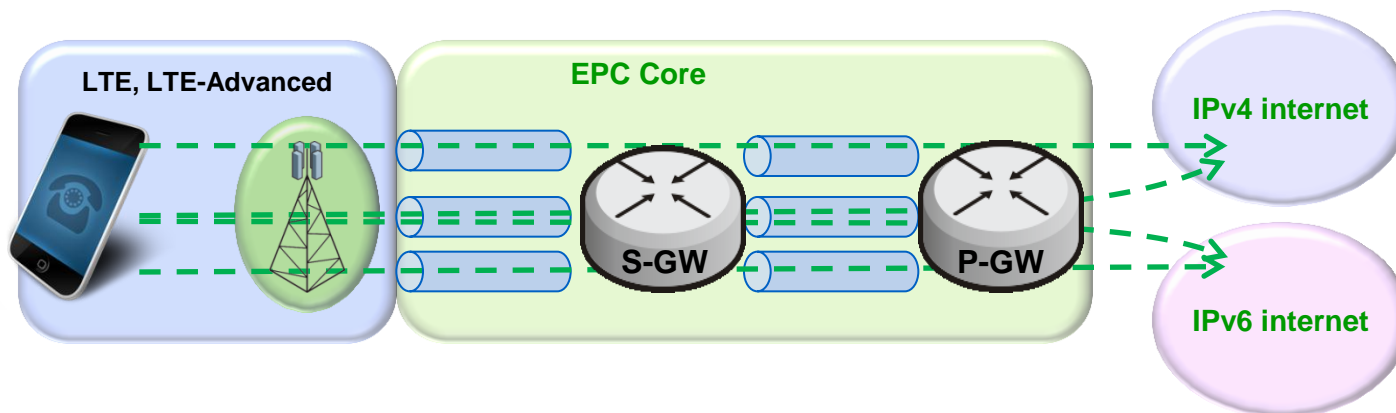 LTE, LTE-Advanced
EPC Core
IPv4 internet
S-GW
P-GW
IPv6 internet